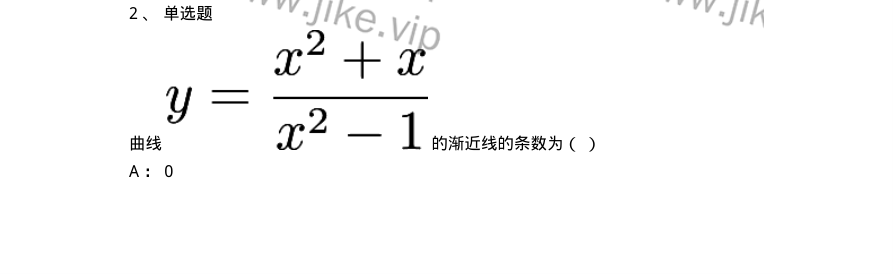 2、单选题
www.jike.vip
曲线 y = \frac{x^2 + x}{x^2 - 1} 的渐近线的条数为（ ）
A：0